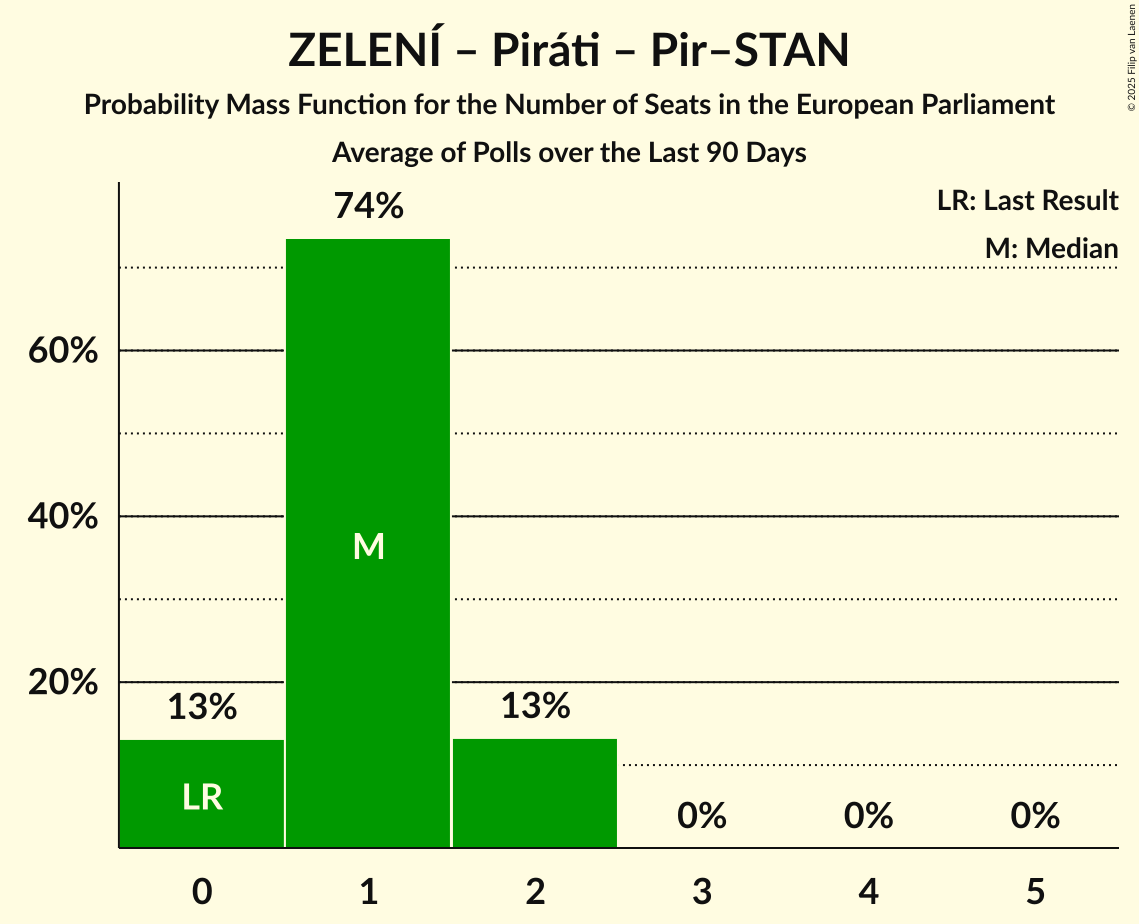 ZELENÍ – Piráti – Pir–STAN
Probability Mass Function for the Number of Seats in the European Parliament
Average of Polls over the Last 90 Days
© 2025 Filip van Laenen
LR: Last Result
M: Median
74%
60%
40%
20%
13%
13%
0%
0%
0%
M
LR
0 1 2 3 4 5